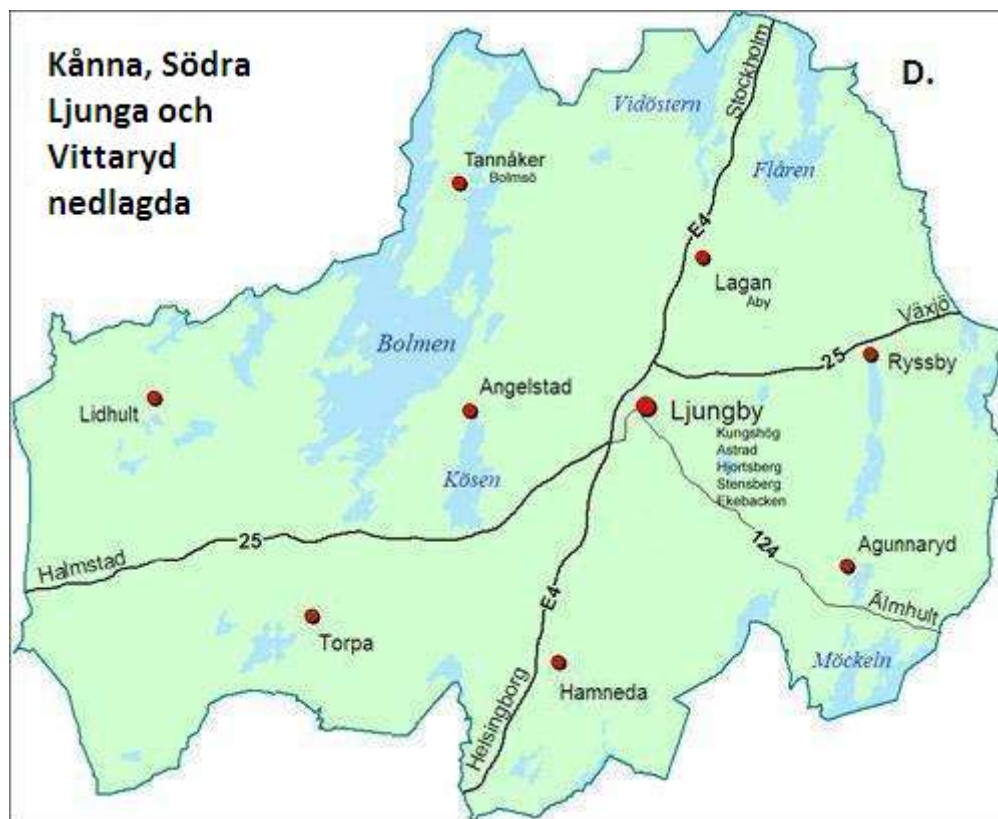 Kånna, Södra
Ljunga och
Vittaryd
nedlagda
D.
Stockholm
Vidöstern
Flåren
Tannåker
Bolmsö
E4
Lagan
Åby
Växjö
25
Ryssby
Bolmen
Angelstad
Lidhult
Ljungby
Kungshög
Astrad
Hjortsberg
Stensberg
Ekebacken
Kösen
25
Halmstad
124
Agunnaryd
Älmhult
E4
Torpa
Möckeln
Hamneda
Helsingborg